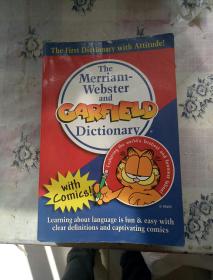 The First Dictionary with Attitude!
The
Merriam-
Webster
and
GARFIELD
Dictionary
with
Comics!
Learning about language is fun & easy with
clear definitions and captivating comics